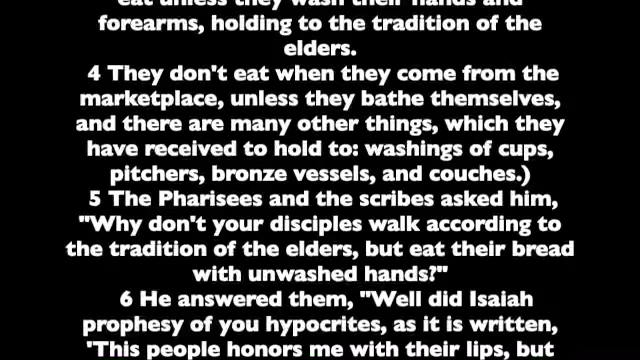 eat unless they wash their hands and
forearms, holding to the tradition of the
elders.
4 They don't eat when they come from the
marketplace, unless they bathe themselves,
and there are many other things, which they
have received to hold to: washings of cups,
pitchers, bronze vessels, and couches.)
5 The Pharisees and the scribes asked him,
"Why don't your disciples walk according to
the tradition of the elders, but eat their bread
with unwashed hands?"
6 He answered them, "Well did Isaiah
prophesy of you hypocrites, as it is written,
'This people honors me with their lips, but